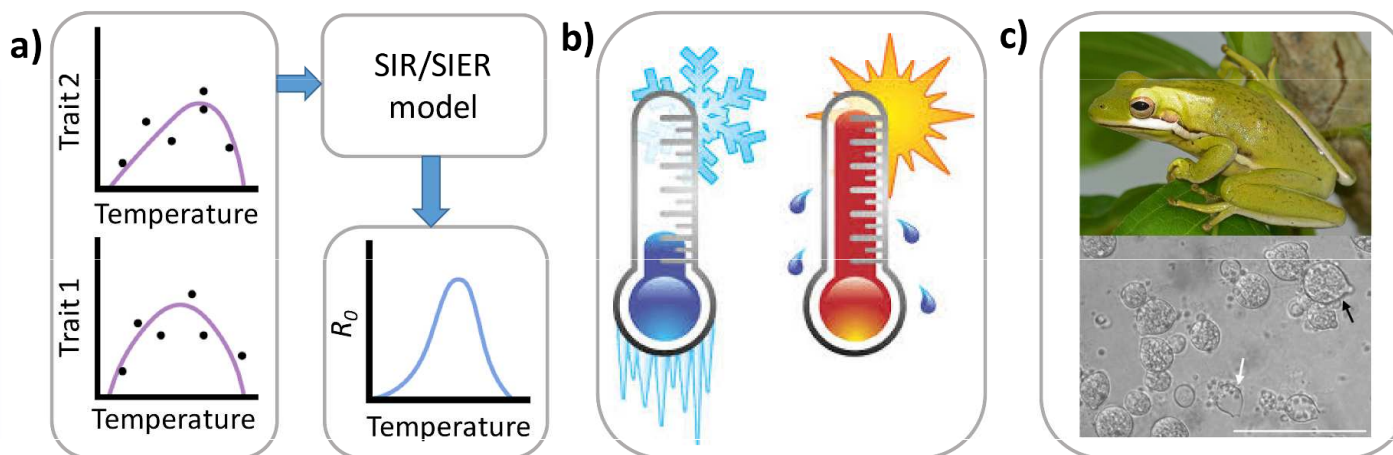 a)
Trait 2
Temperature
Trait 1
Temperature
SIR/SIER
model
R0
Temperature
b)
c)